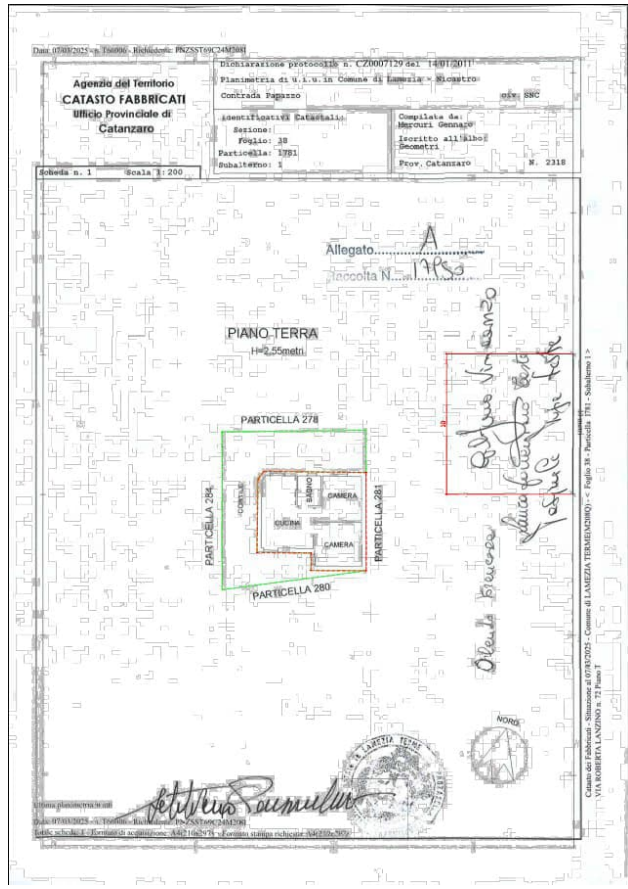 Data: 07/03/2025 - n. T66006 - Richiedente: PNZSST69C24M208I
Agenzia del Territorio
CATASTO FABBRICATI
Ufficio Provinciale di
Catanzaro
Dichiarazione protocollo n. CZ0007129 del 14/01/2011
Planimetria di u.i.u. in Comune di Lamezia - Nicastro
Contrada Papazzo
civ. SNC
Identificativi Catastali:
Sezione:
Foglio: 38
Particella: 1781
Subalterno: 1
Compilata da:
Mercuri Gennaro
Iscritto all'albo:
Geometri
Prov. Catanzaro
N. 2318
Scheda n. 1
Scala 1:200
Allegato A
Raccolta N.
PIANO TERRA
H=2,55metri
PARTICELLA 278
PARTICELLA 284
CORTILE
BAGNO
CAMERA
CUCINA
CAMERA
PARTICELLA 281
PARTICELLA 280
10 metri
NORD
Catasto dei Fabbricati - Situazione al 07/03/2025 - Comune di LAMEZIA TERME(M208Q) - < Foglio 38 - Particella 1781 - Subalterno 1 >
VIA ROBERTA LANZINO n. 72 Piano T
LAMEZIA TERME
Ultima planimetria in atti
Data: 07/03/2025 - n. T66006 - Richiedente: PNZSST69C24M208I
Totale schede: 1 - Formato di acquisizione: A4(210x297) - Formato stampa richiesto: A4(210x297)